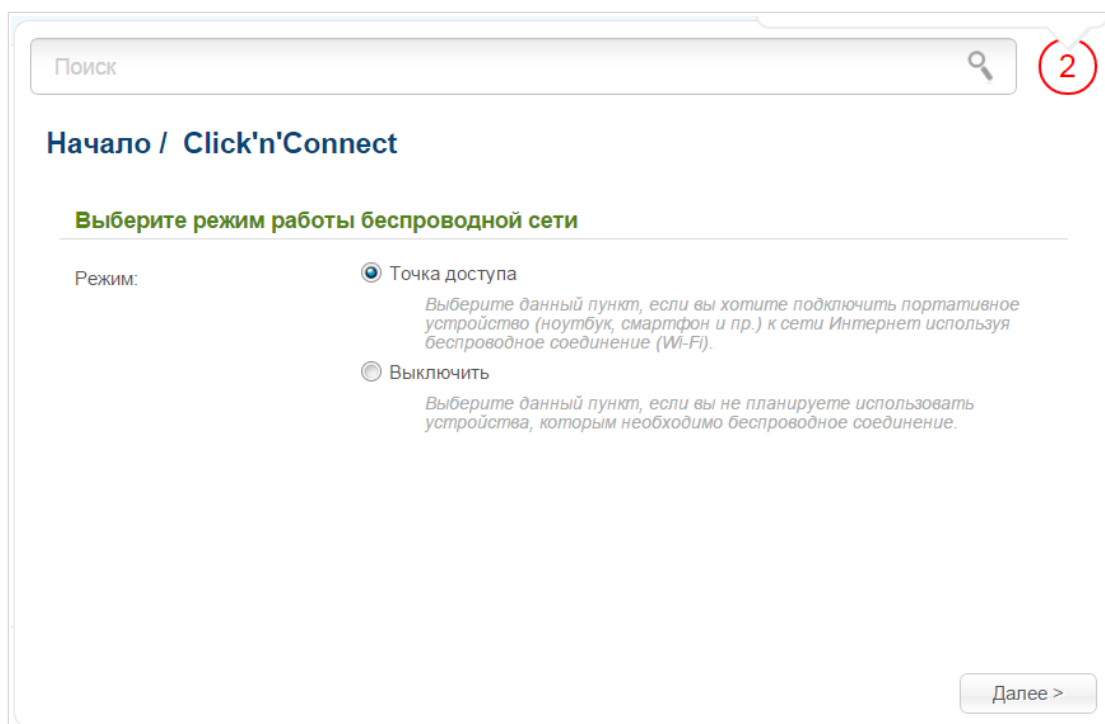 Поиск
2
Начало / Click'n'Connect
Выберите режим работы беспроводной сети
Режим:
Точка доступа
Выберите данный пункт, если вы хотите подключить портативное
устройство (ноутбук, смартфон и пр.) к сети Интернет используя
беспроводное соединение (Wi-Fi).
Выключить
Выберите данный пункт, если вы не планируете использовать
устройства, которым необходимо беспроводное соединение.
Далее >